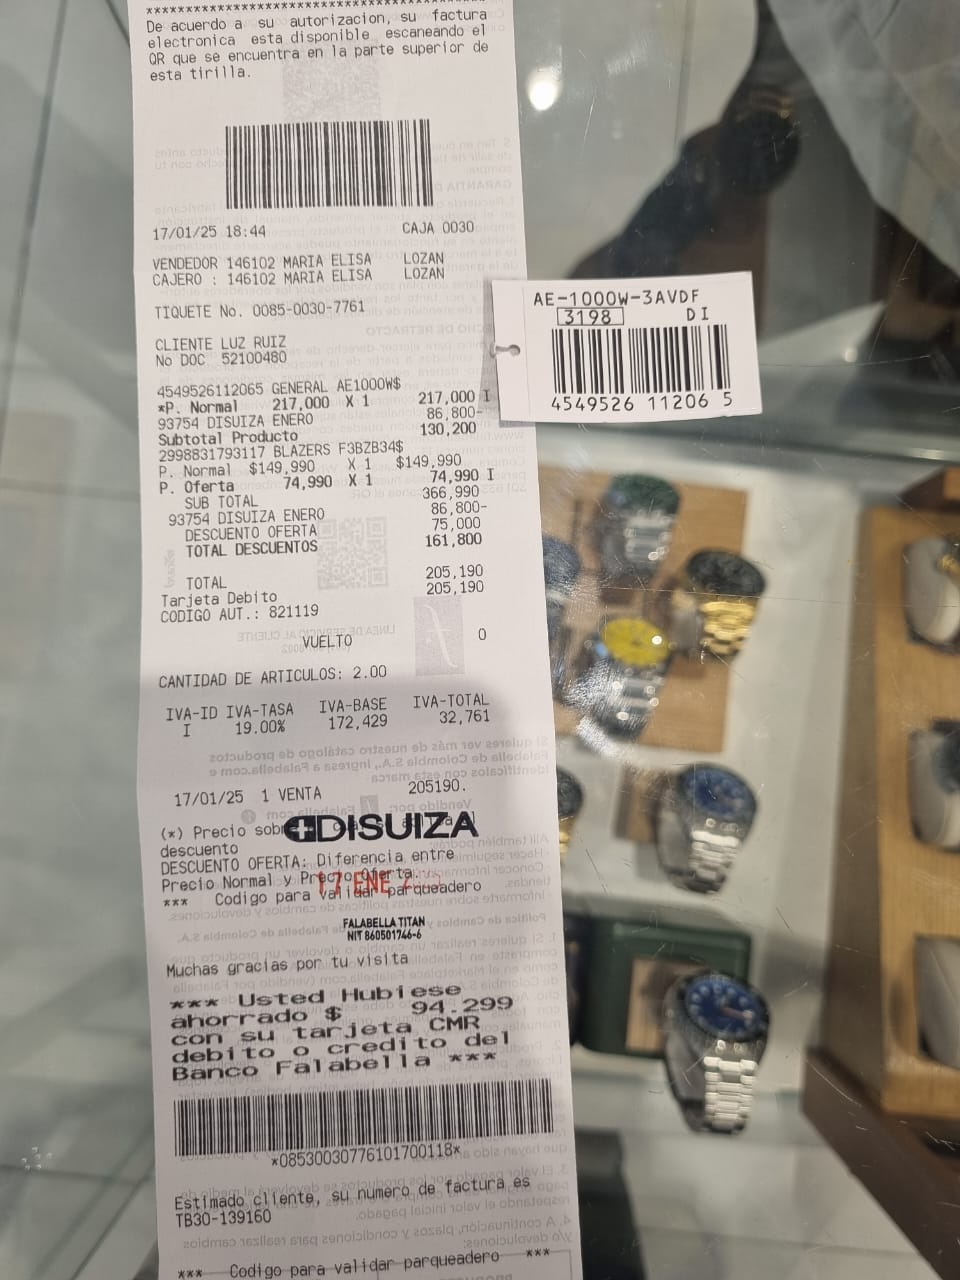 De acuerdo a su autorizacion, su factura
electronica esta disponible escaneando el
QR que se encuentra en la parte superior de
esta tirilla.
17/01/25 18:44 CAJA 0030
VENDEDOR 146102 MARIA ELISA LOZAN
CAJERO : 146102 MARIA ELISA LOZAN
TIQUETE No. 0085-0030-7761
CLIENTE LUZ RUIZ
No DOC 52100480
4549526112065 GENERAL AE1000W$
*P. Normal 217,000 X 1 217,000 I
93754 DISUIZA ENERO 86,800-
Subtotal Producto 130,200
2998831793117 BLAZERS F3BZB34$
P. Normal $149,990 X 1 $149,990
P. Oferta 74,990 X 1 74,990 I
SUB TOTAL 366,990
93754 DISUIZA ENERO 86,800-
DESCUENTO OFERTA 75,000
TOTAL DESCUENTOS 161,800
TOTAL 205,190
Tarjeta Debito 205,190
CODIGO AUT.: 821119
VUELTO 0
CANTIDAD DE ARTICULOS: 2.00
IVA-ID IVA-TASA IVA-BASE IVA-TOTAL
I 19.00% 172,429 32,761
17/01/25 1 VENTA 205190.
(*) Precio
DISUIZA
descuento
DESCUENTO OFERTA: Diferencia entre
Precio Normal y Precio Oferta.
17 ENE
*** Codigo para validar parqueadero
FALABELLA TITAN
NIT 860501746-6
Muchas gracias por tu visita
*** Usted Hubiese
ahorrado $ 94.299
con su tarjeta CMR
debito o credito del
Banco Falabella ***
*08530030776101700118*
Estimado cliente, su numero de factura es
TB30-139160
*** Codigo para validar parqueadero ***
AE-1000W-3AVDF
3198 DI
4549526 11206 5